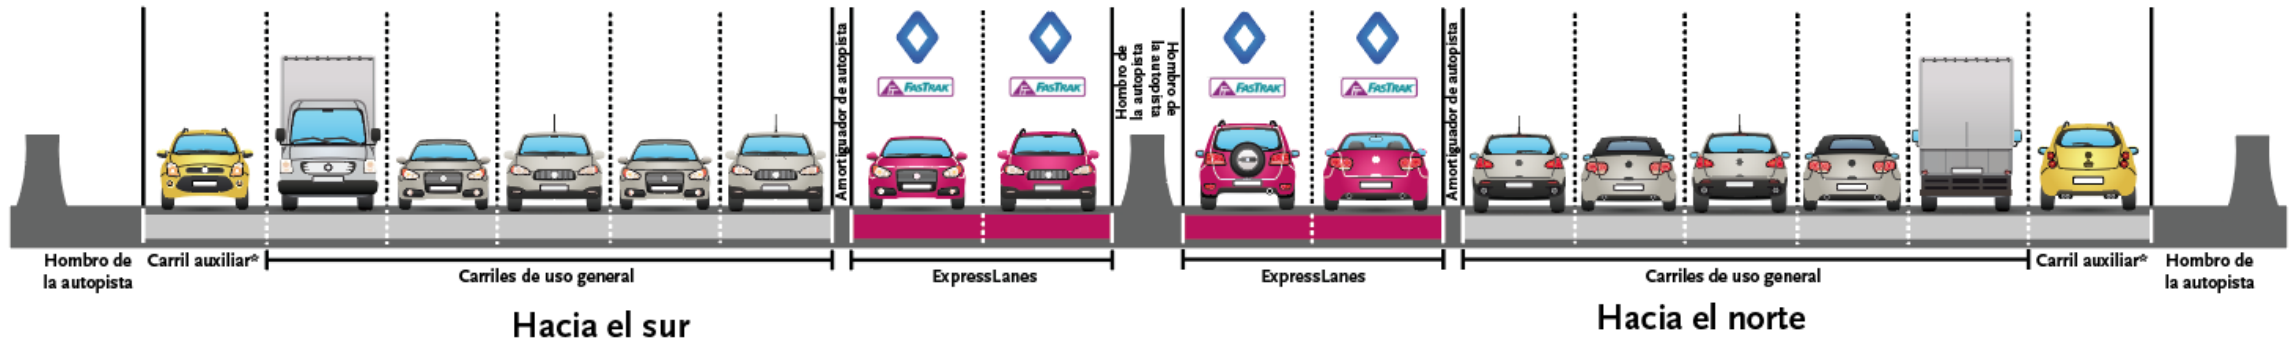 Amortiguador de autopista
FASTRAK
FASTRAK
Hombro de
la autopista
Hombro de
la autopista
FASTRAK
FASTRAK
Amortiguador de autopista
Hombro de
la autopista
Carril auxiliar*
Carriles de uso general
ExpressLanes
ExpressLanes
Carriles de uso general
Carril auxiliar*
Hombro de
la autopista
Hacia el sur
Hacia el norte